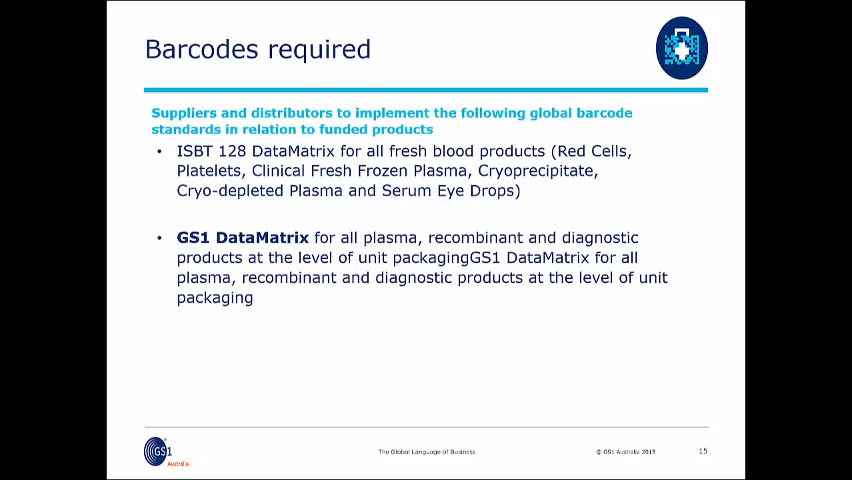 Barcodes required
Suppliers and distributors to implement the following global barcode
standards in relation to funded products
• ISBT 128 DataMatrix for all fresh blood products (Red Cells,
Platelets, Clinical Fresh Frozen Plasma, Cryoprecipitate,
Cryo-depleted Plasma and Serum Eye Drops)
• GS1 DataMatrix for all plasma, recombinant and diagnostic
products at the level of unit packagingGS1 DataMatrix for all
plasma, recombinant and diagnostic products at the level of unit
packaging
GS1
Australia
The Global Language of Business
© GS1 Australia 2015
15